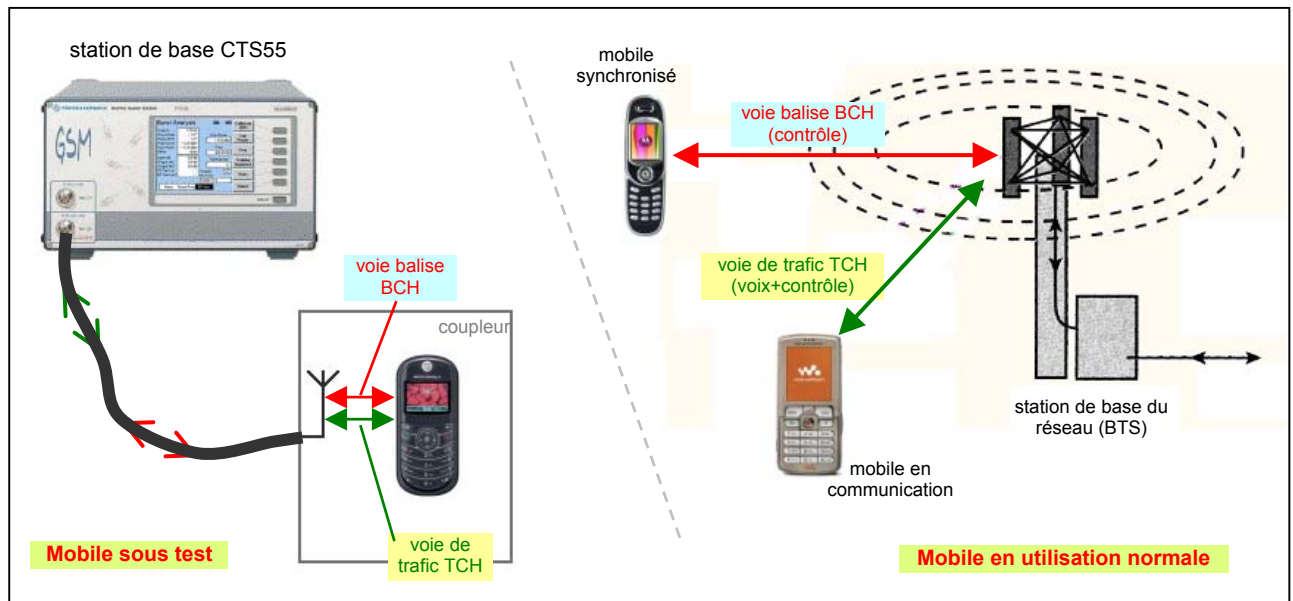 station de base CTS55
GSM
voie balise
BCH
coupleur
voie de
trafic TCH
Mobile sous test
mobile
synchronisé
voie balise BCH
(contrôle)
voie de trafic TCH
(voix+contrôle)
station de base du
réseau (BTS)
mobile en
communication
Mobile en utilisation normale